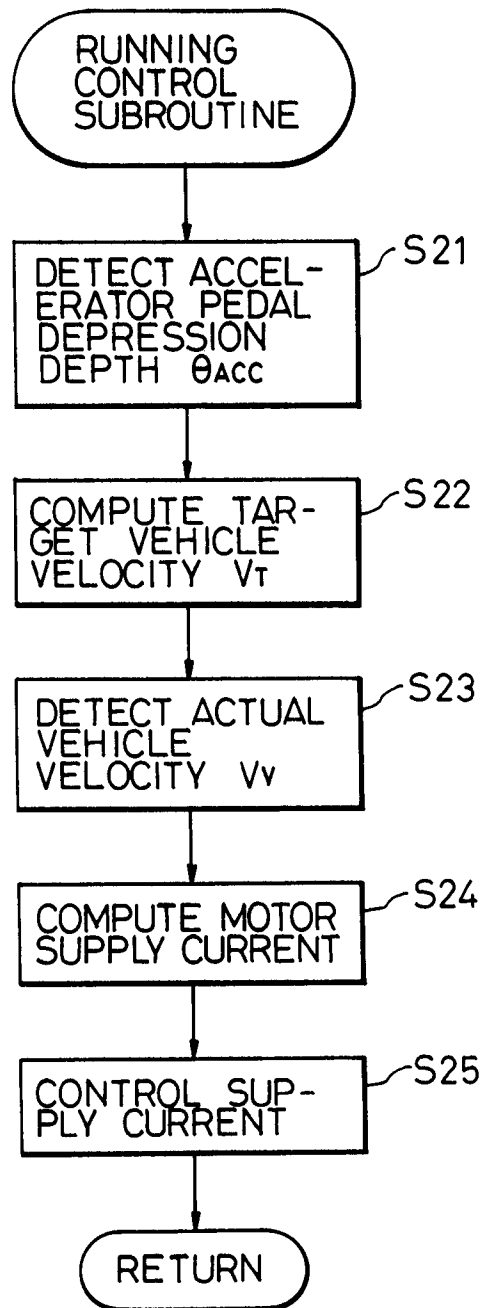 RUNNING
CONTROL
SUBROUTINE
S21
DETECT ACCEL-
ERATOR PEDAL
DEPRESSION
DEPTH θACC
S22
COMPUTE TAR-
GET VEHICLE
VELOCITY VT
S23
DETECT ACTUAL
VEHICLE
VELOCITY VV
S24
COMPUTE MOTOR
SUPPLY CURRENT
S25
CONTROL SUP-
PLY CURRENT
RETURN